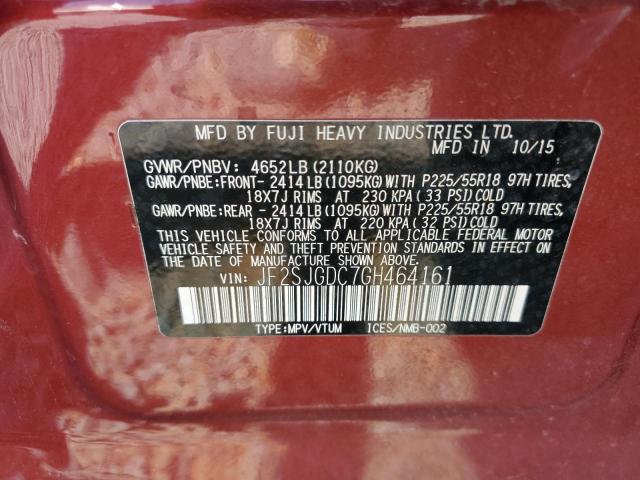 MFD BY FUJI HEAVY INDUSTRIES LTD.
MFD IN 10/15
GVWR/PNBV: 4652LB (2110KG)
GAWR/PNBE:FRONT- 2414LB (1095KG) WITH P225/55R18 97H TIRES,
18X7J RIMS AT 230 KPA (33 PSI) COLD
GAWR/PNBE:REAR - 2414LB (1095KG) WITH P225/55R18 97H TIRES,
18X7J RIMS AT 220 KPA (32 PSI) COLD
THIS VEHICLE CONFORMS TO ALL APPLICABLE FEDERAL MOTOR
VEHICLE SAFETY AND THEFT PREVENTION STANDARDS IN EFFECT
ON THE DATE OF MANUFACTURE SHOWN ABOVE.
VIN: JF2SJGDC7GH464161
TYPE:MPV/VTUM ICES/NMB-002